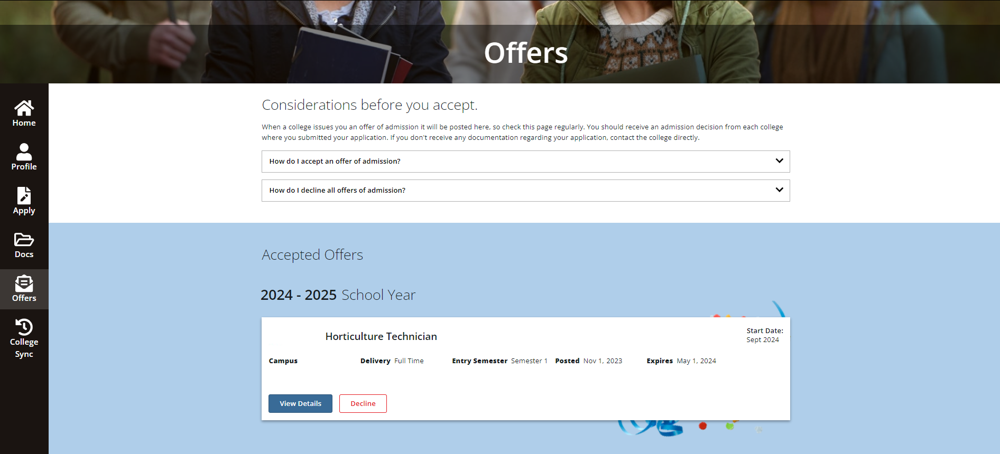 Offers
Home
Profile
Apply
Docs
Offers
College
Sync
Considerations before you accept.
When a college issues you an offer of admission it will be posted here, so check this page regularly. You should receive an admission decision from each college
where you submitted your application. If you don't receive any documentation regarding your application, contact the college directly.
How do I accept an offer of admission?
How do I decline all offers of admission?
Accepted Offers
2024 - 2025 School Year
Horticulture Technician
Start Date:
Sept 2024
Campus Delivery Full Time Entry Semester Semester 1 Posted Nov 1, 2023 Expires May 1, 2024
View Details Decline